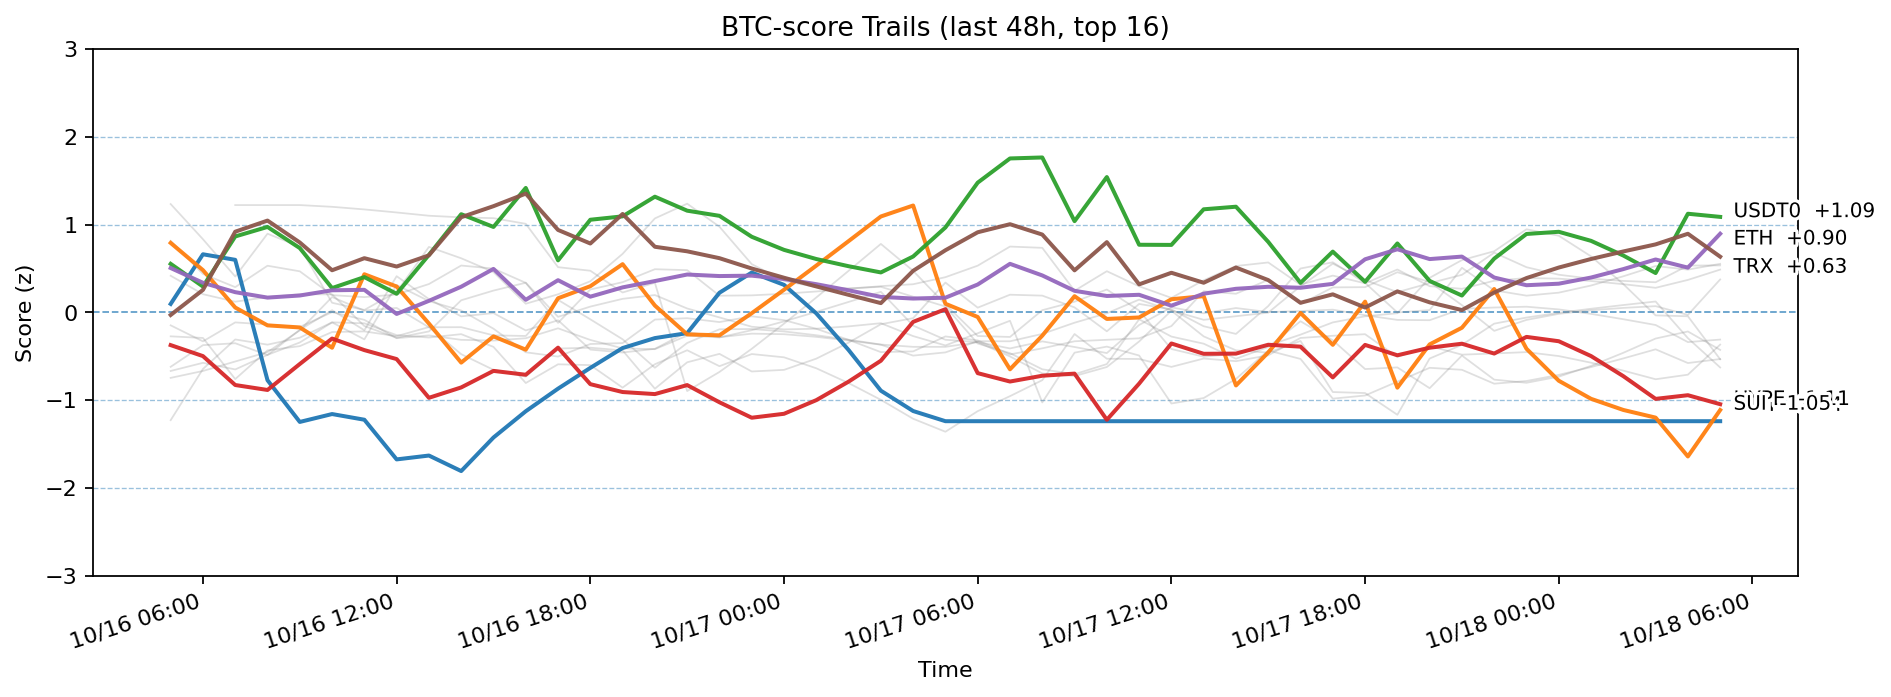 BTC-score Trails (last 48h, top 16)
Score (z)
3
2
1
0
−1
−2
−3
USDT0 +1.09
ETH +0.90
TRX +0.63
10/16 06:00
10/16 12:00
10/16 18:00
10/17 00:00
10/17 06:00
10/17 12:00
10/17 18:00
10/18 00:00
10/18 06:00
Time